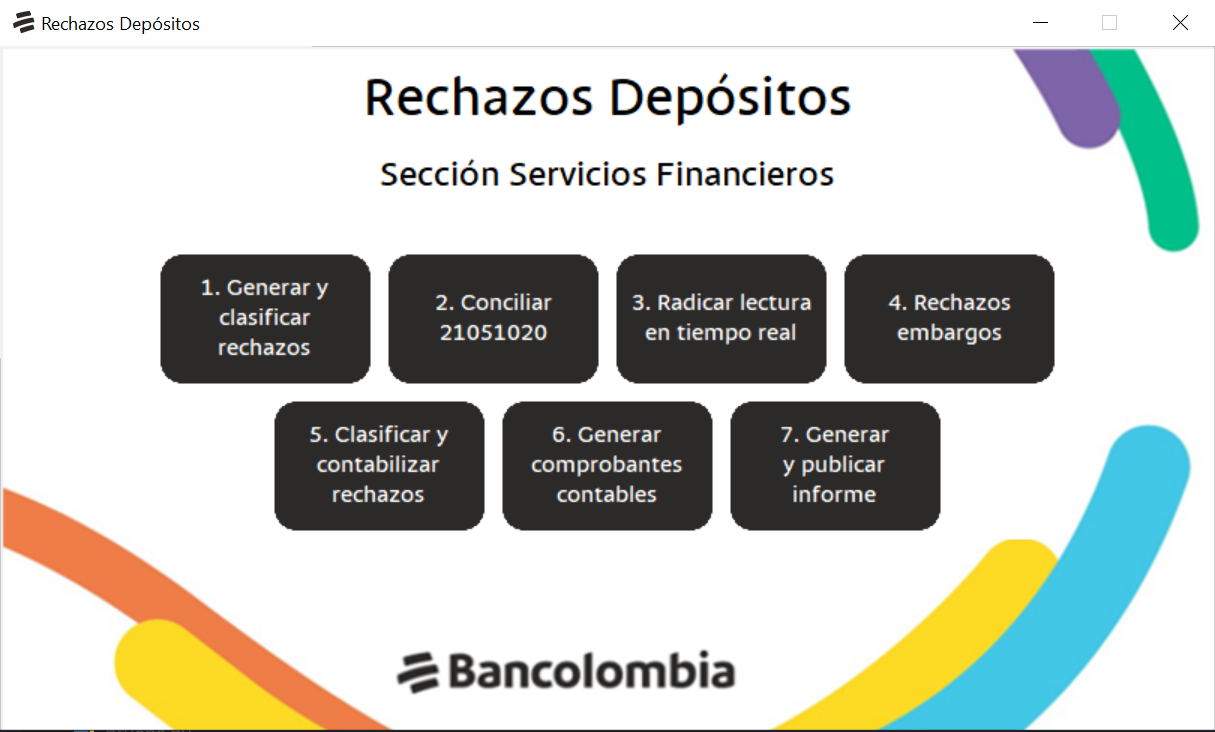 Rechazos Depósitos
Rechazos Depósitos
Sección Servicios Financieros
1. Generar y
clasificar
rechazos
2. Conciliar
21051020
3. Radicar lectura
en tiempo real
4. Rechazos
embargos
5. Clasificar y
contabilizar
rechazos
6. Generar
comprobantes
contables
7. Generar
y publicar
informe
Bancolombia